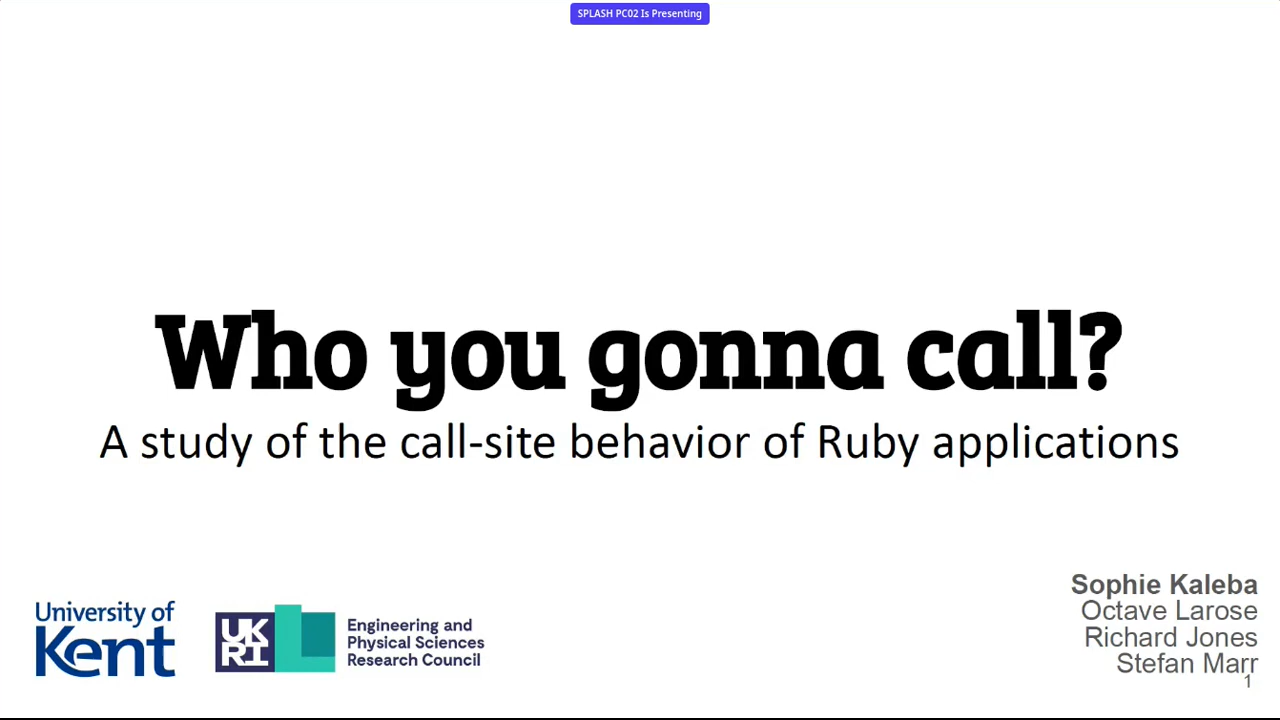 SPLASH PC02 Is Presenting
Who you gonna call?
A study of the call-site behavior of Ruby applications
University of
Kent
UK
RI
Engineering and
Physical Sciences
Research Council
Sophie Kaleba
Octave Larose
Richard Jones
Stefan Marr
1